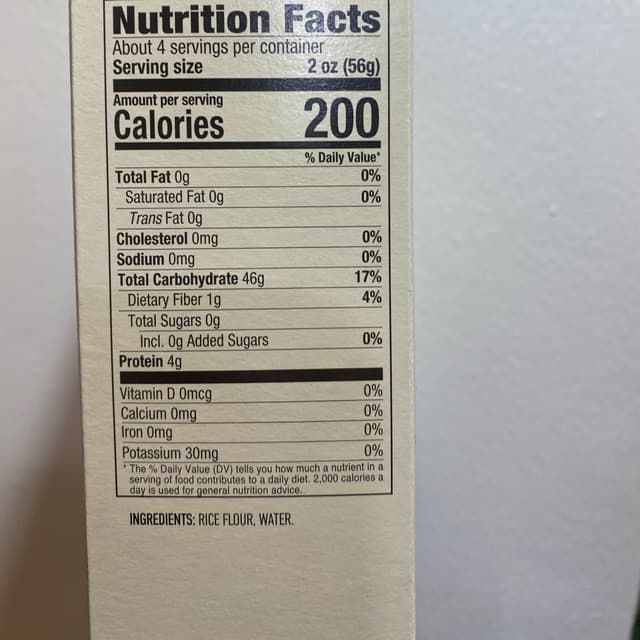 Nutrition Facts
About 4 servings per container
Serving size 2 oz (56g)
Amount per serving
Calories 200
% Daily Value*
Total Fat 0g 0%
Saturated Fat 0g 0%
Trans Fat 0g
Cholesterol 0mg 0%
Sodium 0mg 0%
Total Carbohydrate 46g 17%
Dietary Fiber 1g 4%
Total Sugars 0g
Incl. 0g Added Sugars 0%
Protein 4g
Vitamin D 0mcg 0%
Calcium 0mg 0%
Iron 0mg 0%
Potassium 30mg 0%
* The % Daily Value (DV) tells you how much a nutrient in a
serving of food contributes to a daily diet. 2,000 calories a
day is used for general nutrition advice.
INGREDIENTS: RICE FLOUR, WATER.